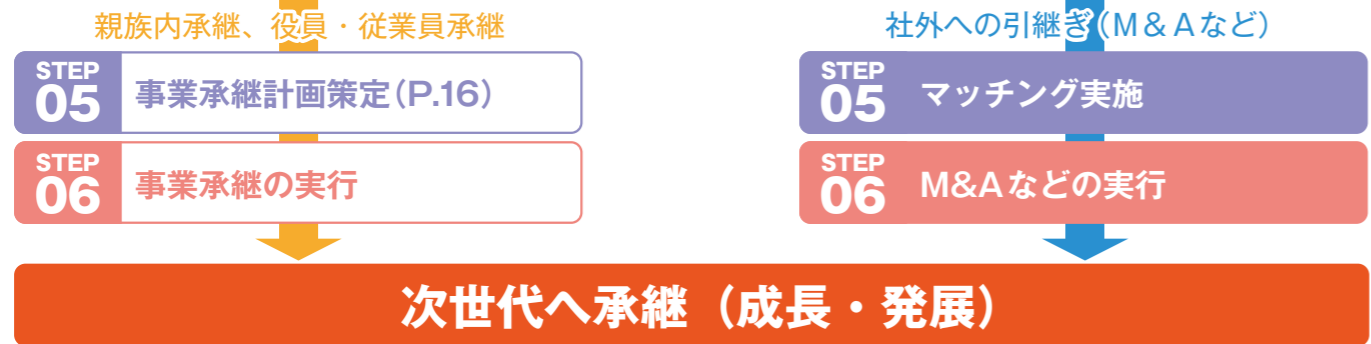 親族内承継、役員・従業員承継
STEP
05
事業承継計画策定(P.16)
STEP
06
事業承継の実行
社外への引継ぎ(M&Aなど)
STEP
05
マッチング実施
STEP
06
M&Aなどの実行
次世代へ承継(成長・発展)